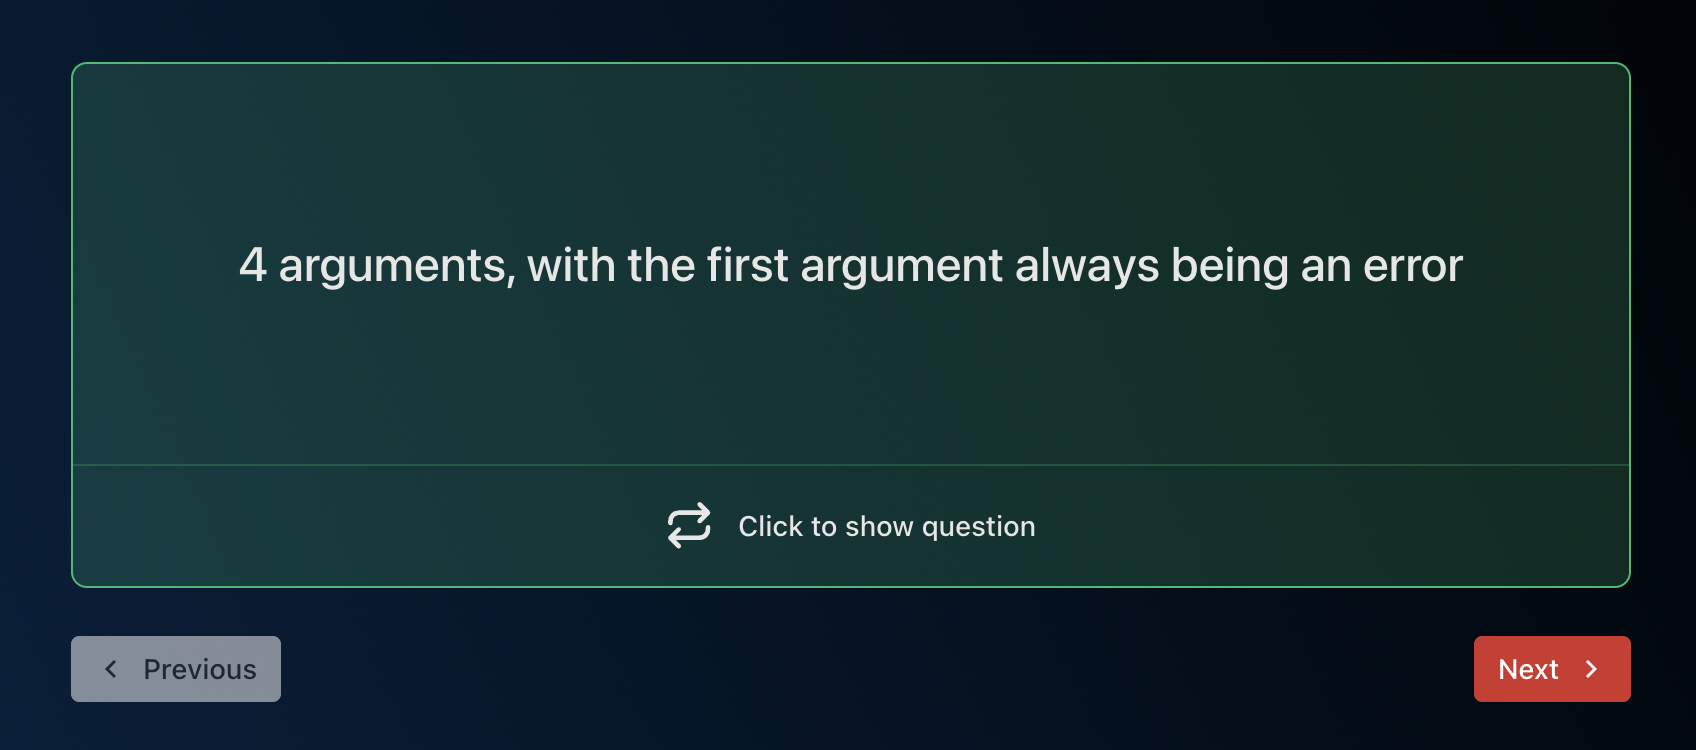 4 arguments, with the first argument always being an error
Click to show question
Previous
Next